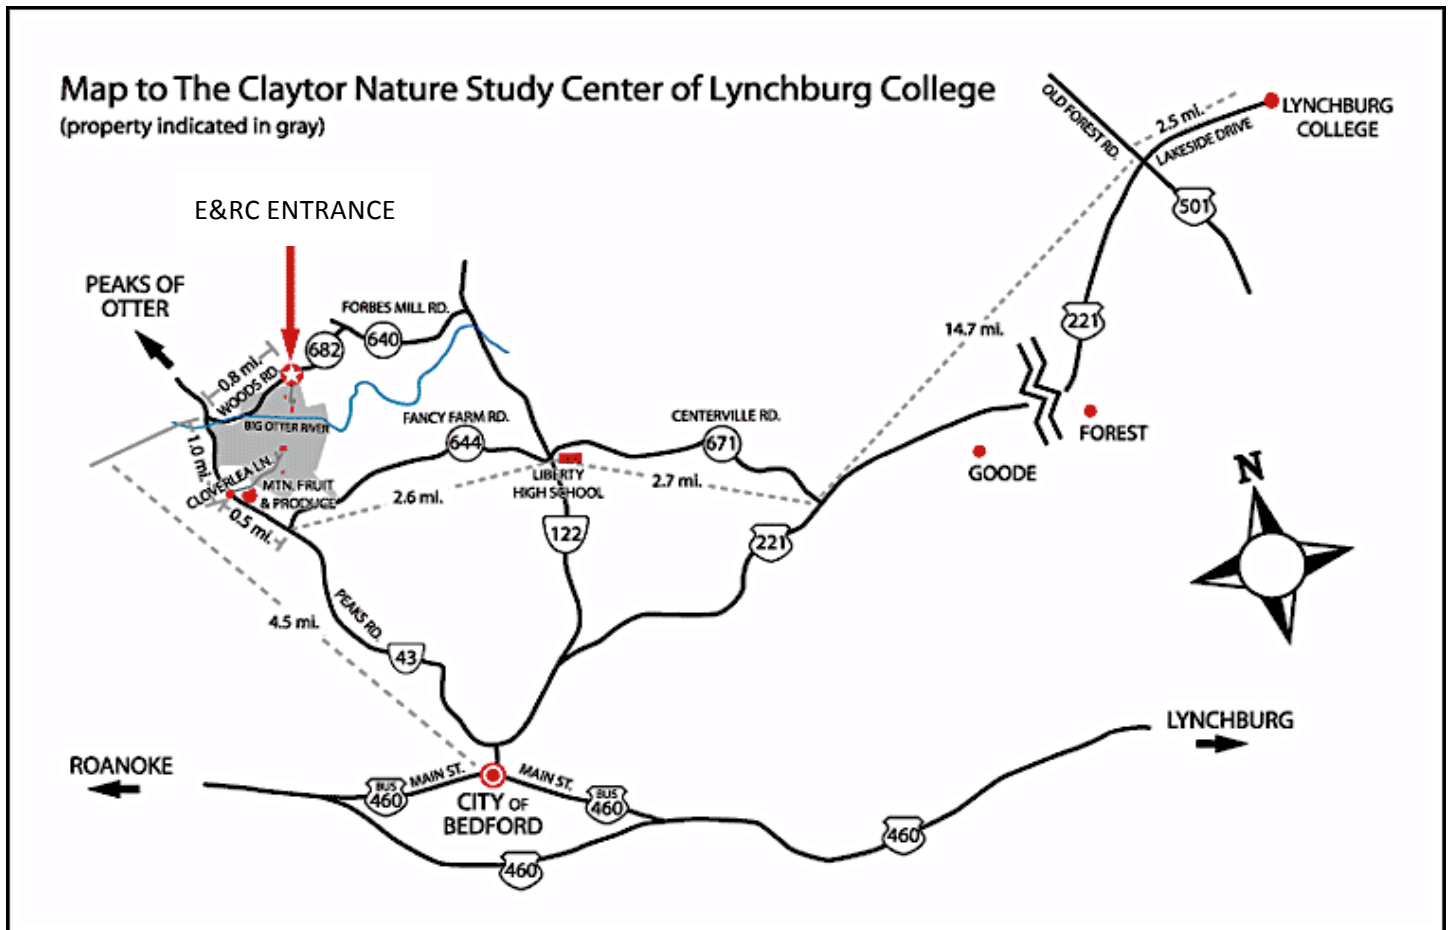 Map to The Claytor Nature Study Center of Lynchburg College
(property indicated in gray)
OLD FOREST RD.
2.5 mi.
LAKESIDE DRIVE
LYNCHBURG
COLLEGE
501
E&RC ENTRANCE
PEAKS OF
OTTER
FORBES MILL RD.
682
640
221
14.7 mi.
0.8 mi.
WOODS RD.
BIG OTTER RIVER
FANCY FARM RD.
644
CENTERVILLE RD.
671
FOREST
GOODE
1.0 mi.
CLOVERLEA LN.
MTN. FRUIT
& PRODUCE
0.5 mi.
2.6 mi.
LIBERTY
HIGH SCHOOL
2.7 mi.
N
122
221
4.5 mi.
PEAKS RD.
43
LYNCHBURG
ROANOKE
BUS
460
MAIN ST.
MAIN ST.
BUS
460
CITY OF
BEDFORD
460
460